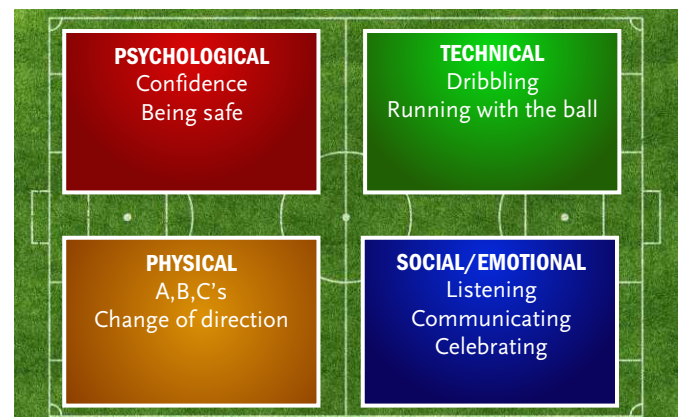 PSYCHOLOGICAL
Confidence
Being safe
TECHNICAL
Dribbling
Running with the ball
PHYSICAL
A,B,C's
Change of direction
SOCIAL/EMOTIONAL
Listening
Communicating
Celebrating